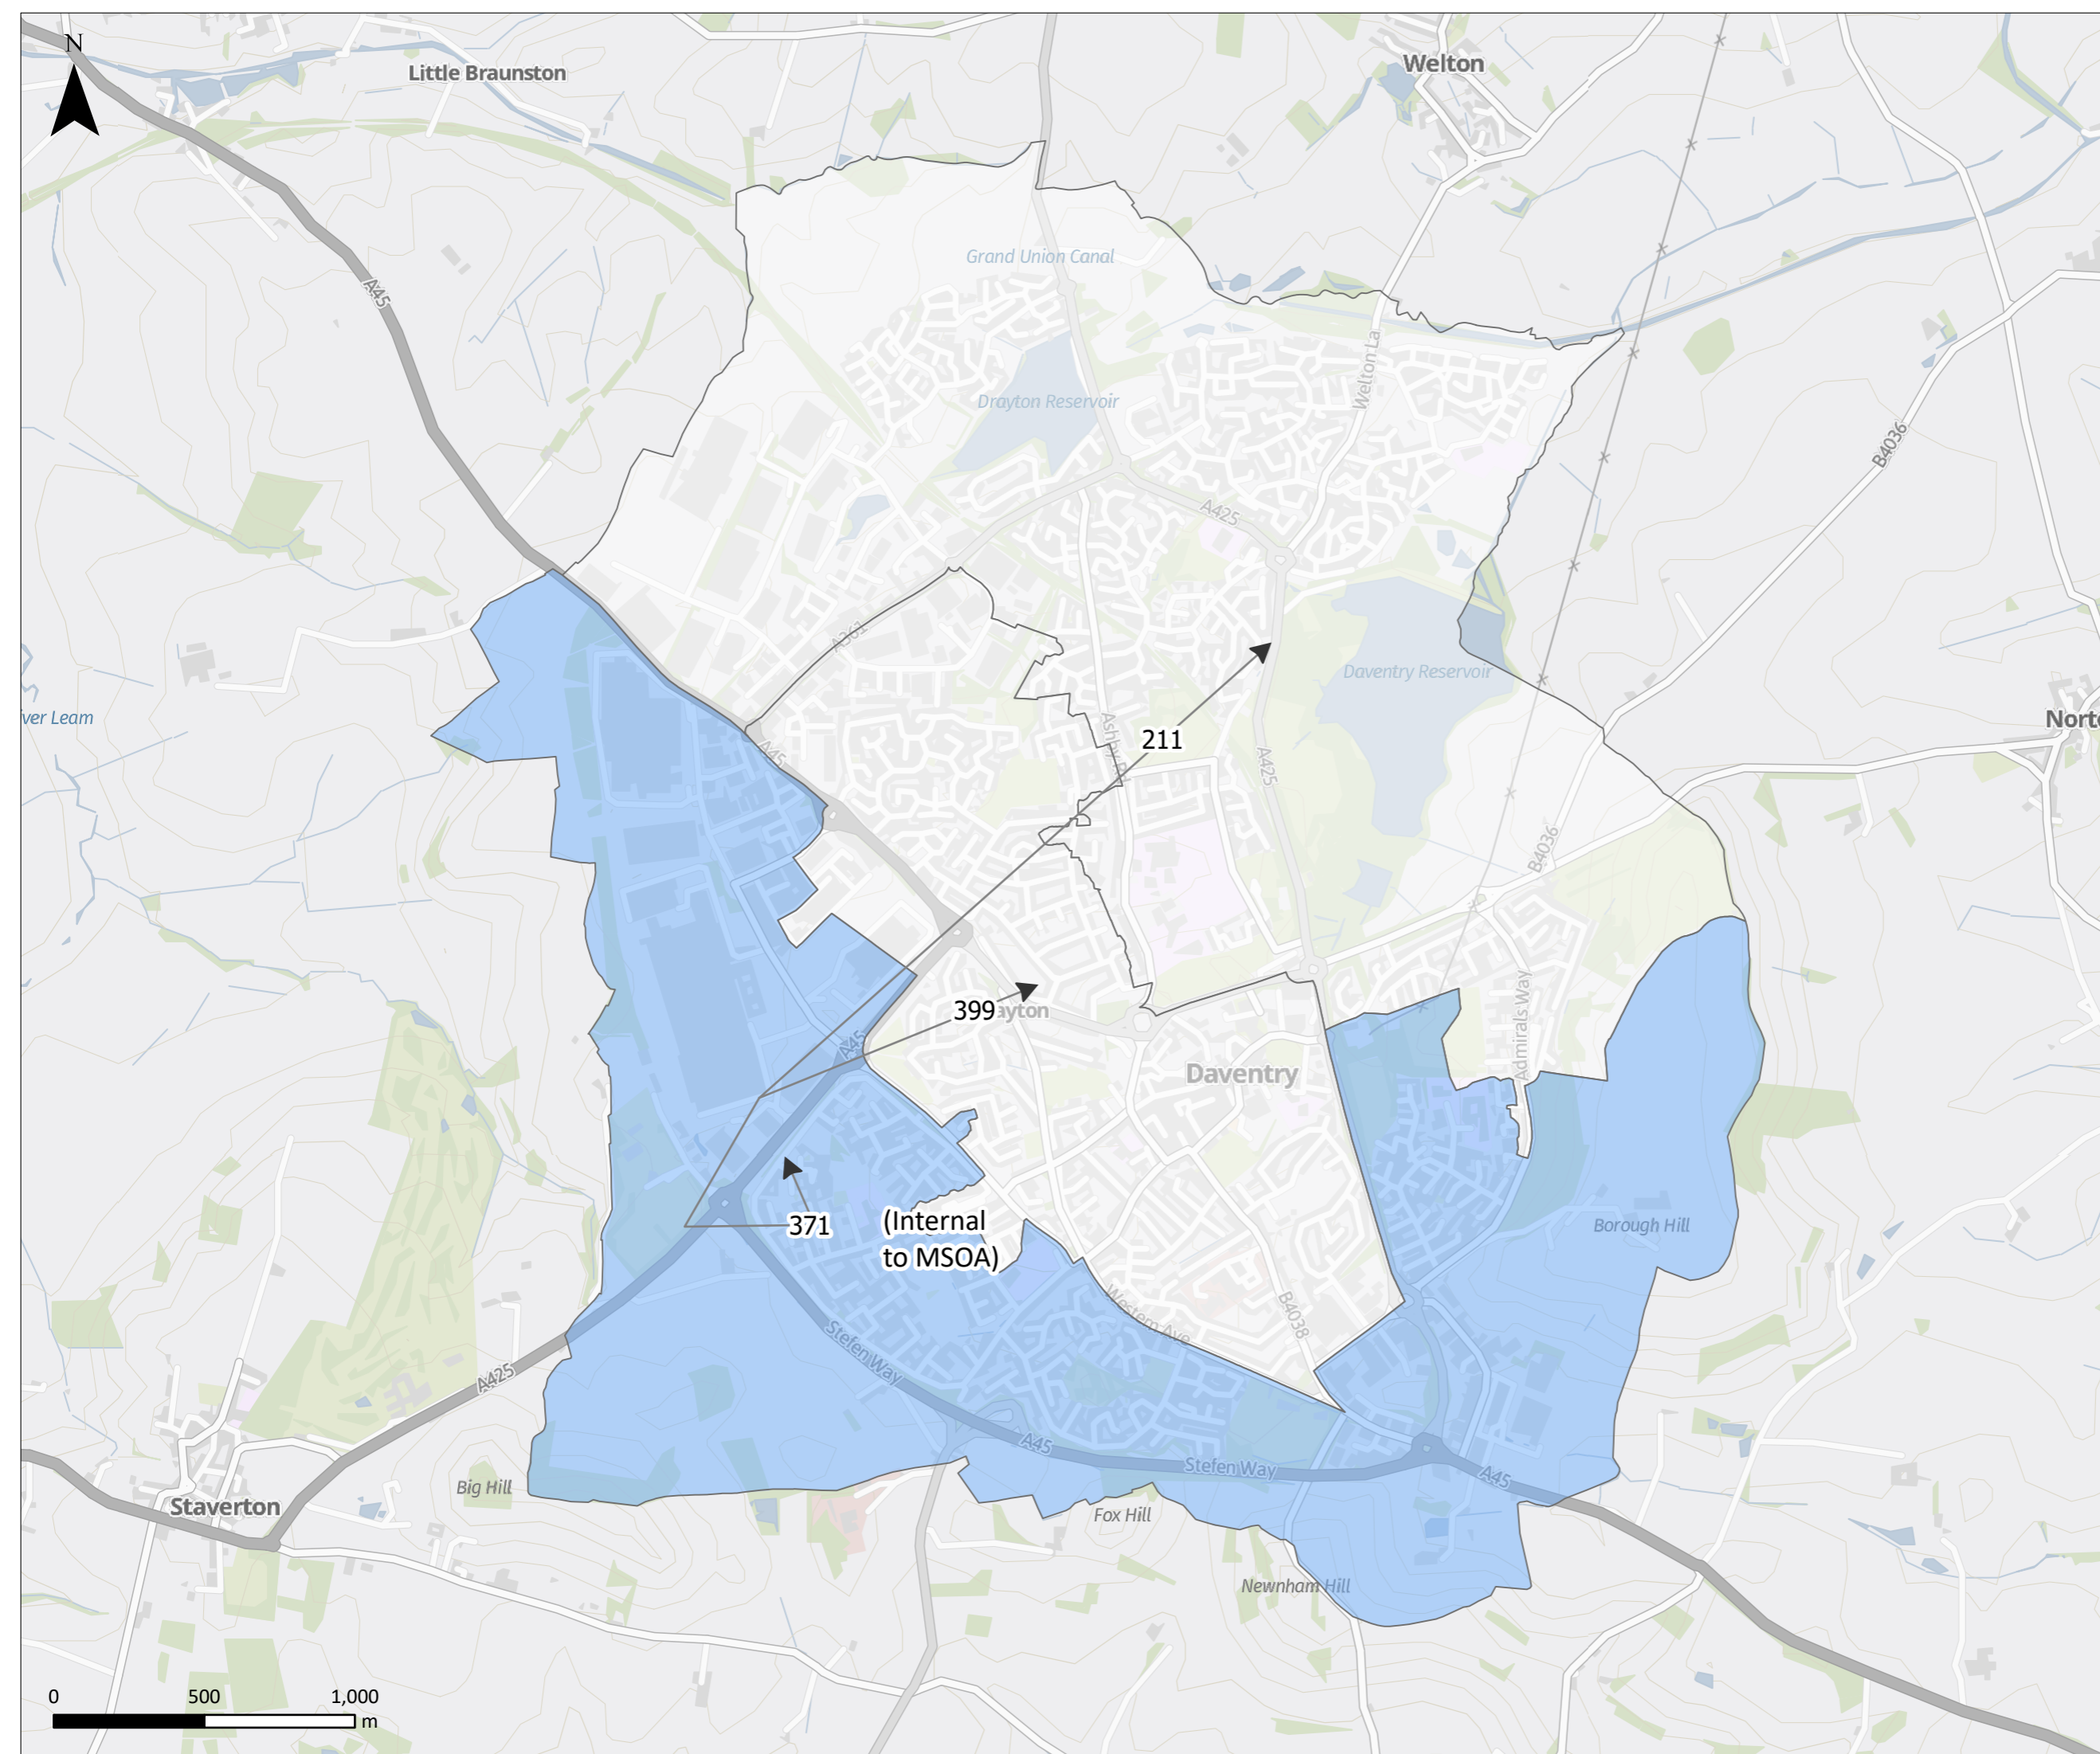 N
Little Braunston
Welton
Grand Union Canal
A45
Welton La
Drayton Reservoir
B4036
A425
A361
Daventry Reservoir
ver Leam
Nort
Ashby Rd
211
A45
A425
B4036
399
ayton
Admirals Way
A45
Daventry
371
(Internal
to MSOA)
Borough Hill
Western Ave
B4038
Stefen Way
A425
A45
Stefen Way
A45
Big Hill
Staverton
Fox Hill
Newnham Hill
0 500 1,000
m